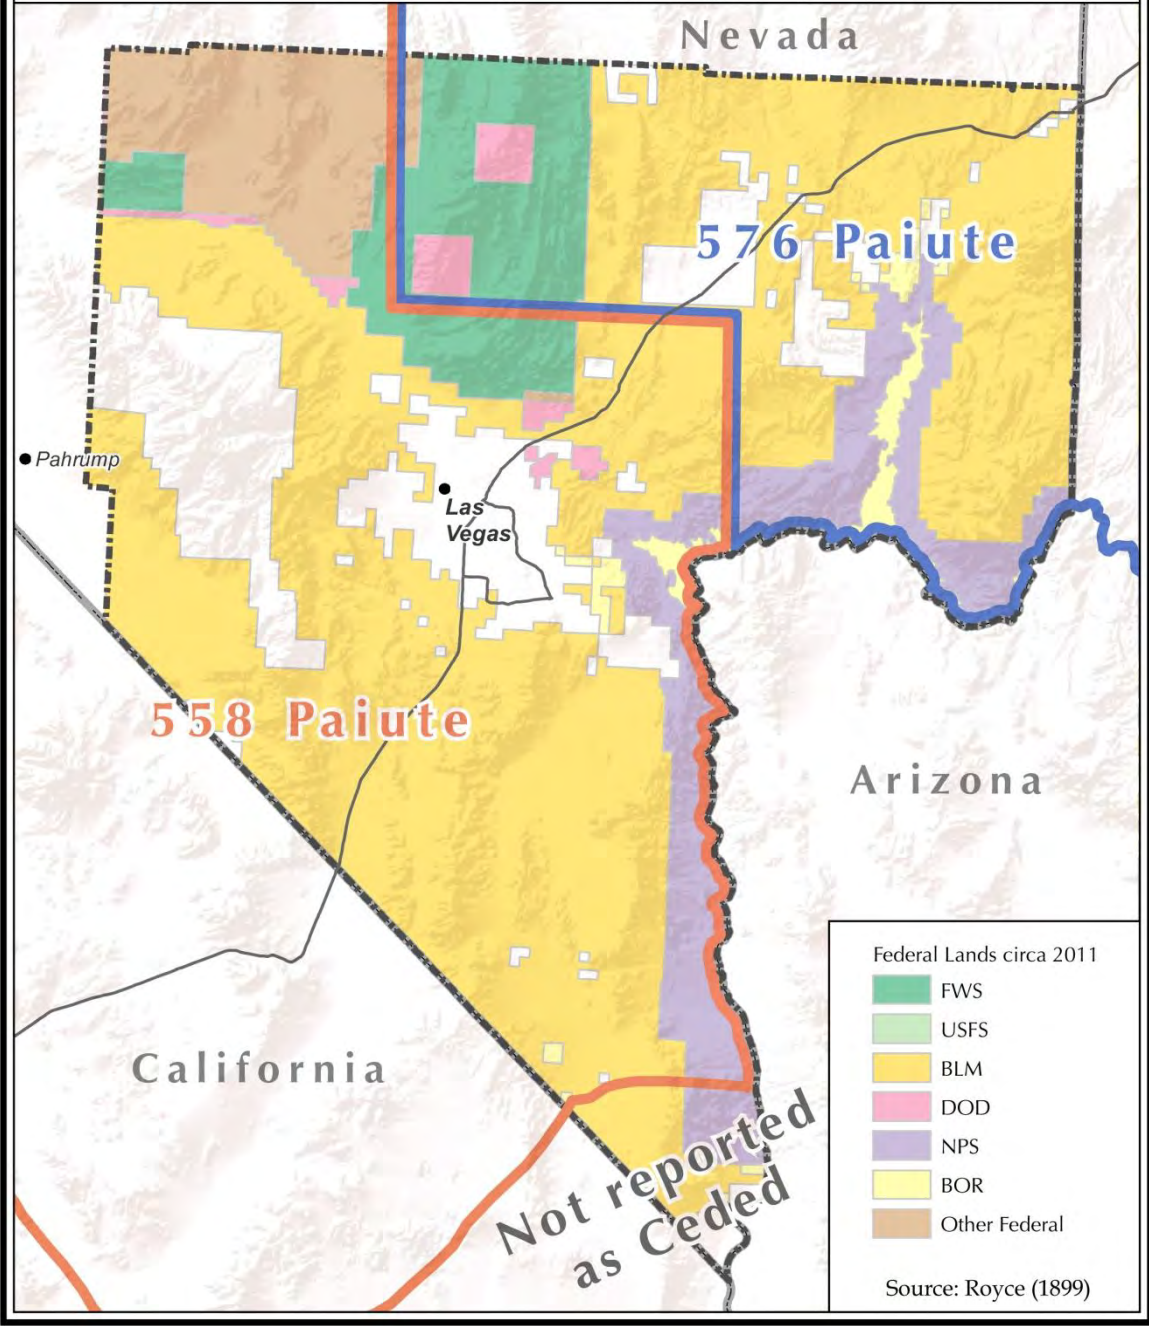 Nevada
576 Paiute
Pahrump
Las
Vegas
558 Paiute
Arizona
California
Not reported
as Ceded
Federal Lands circa 2011
FWS
USFS
BLM
DOD
NPS
BOR
Other Federal
Source: Royce (1899)